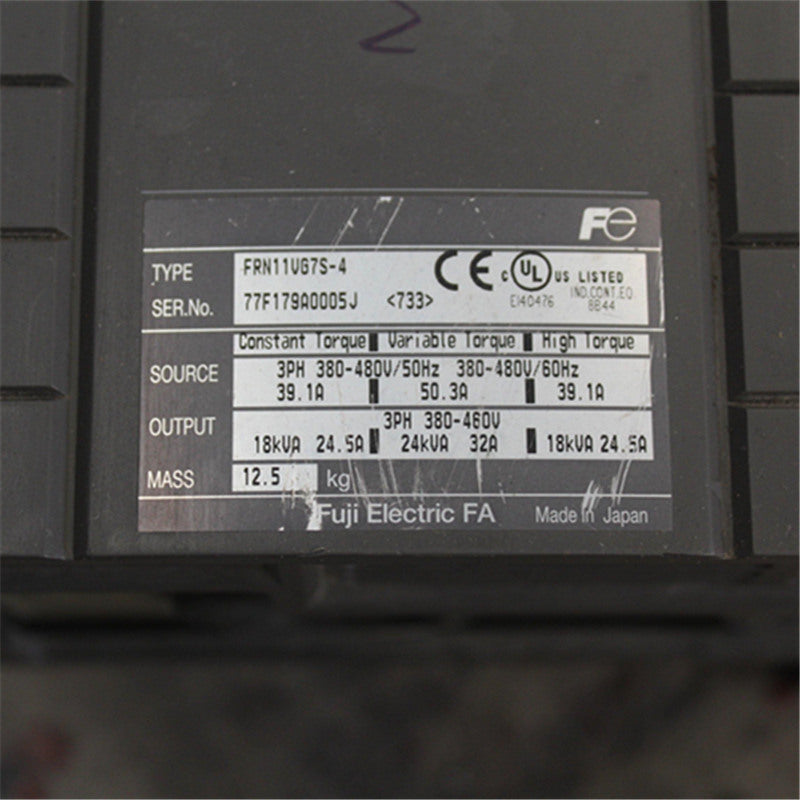 Fe
TYPE FRN11VG7S-4 CE c UL US LISTED
SER.No. 77F179A0005J <733> E140476 IND.CONT.EQ
8B44
Constant Torque Variable Torque High Torque
SOURCE 3PH 380-480V/50Hz 380-480V/60Hz
39.1A 50.3A 39.1A
OUTPUT 3PH 380-460V
18kVA 24.5A 24kVA 32A 18kVA 24.5A
MASS 12.5 kg
Fuji Electric FA Made in Japan